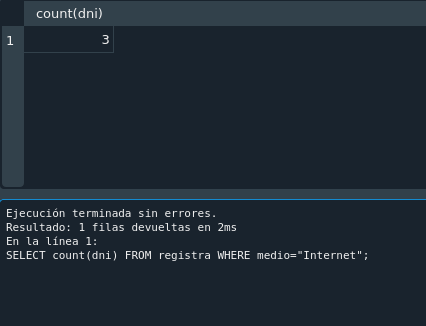 count(dni)
1 3
Ejecución terminada sin errores.
Resultado: 1 filas devueltas en 2ms
En la línea 1:
SELECT count(dni) FROM registra WHERE medio="Internet";